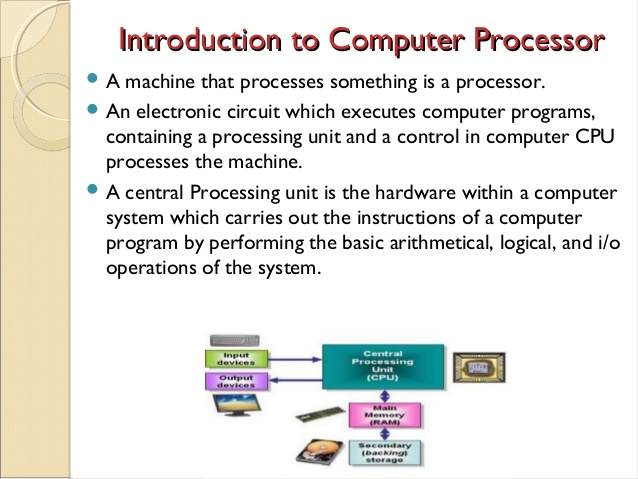 Introduction to Computer Processor
A machine that processes something is a processor.
An electronic circuit which executes computer programs,
containing a processing unit and a control in computer CPU
processes the machine.
A central Processing unit is the hardware within a computer
system which carries out the instructions of a computer
program by performing the basic arithmetical, logical, and i/o
operations of the system.
Input
devices
Output
devices
Central
Processing
Unit
(CPU)
Main
Memory
(RAM)
Secondary
(backing)
storage